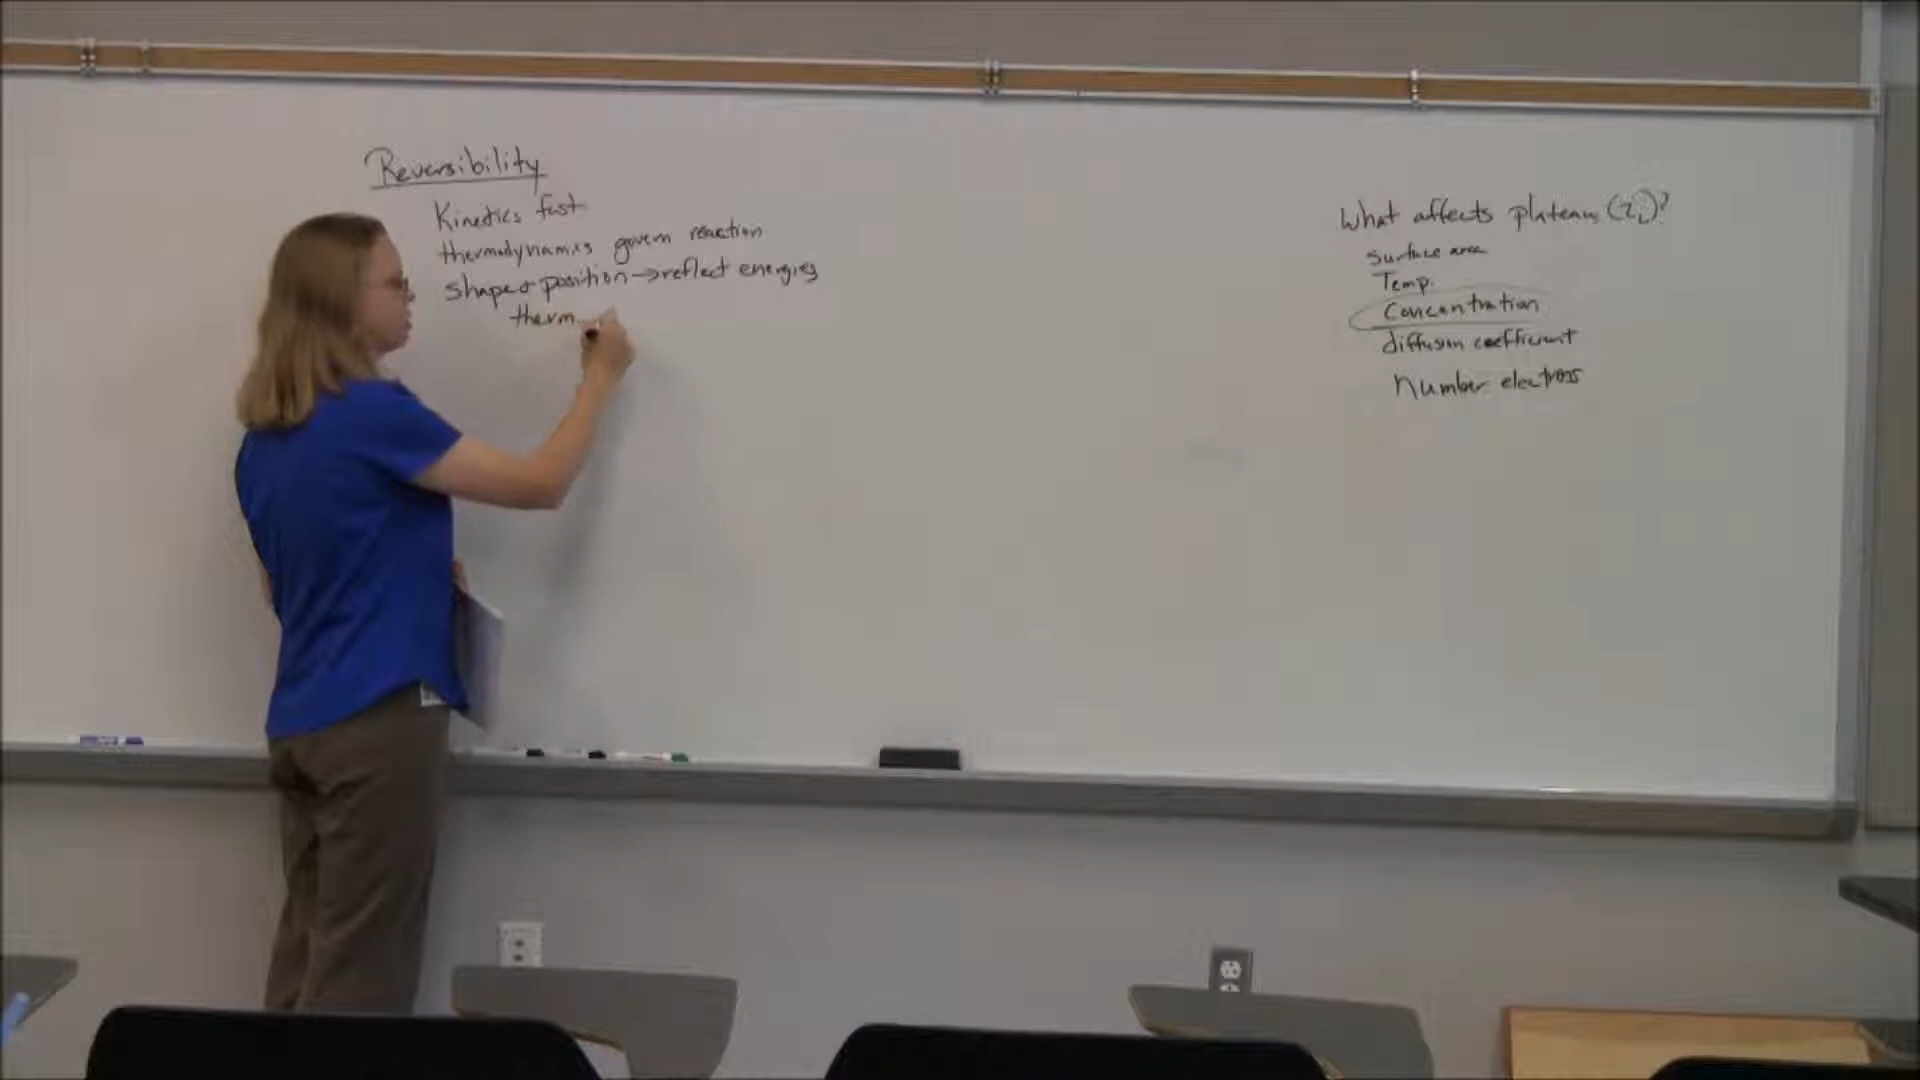 Reversibility
Kinetics fast
thermodynamics govern reaction
shape + position → reflect energies
therm
What affects plateau (iL)?
Surface area
Temp.
Concentration
diffusion coefficient
number electrons